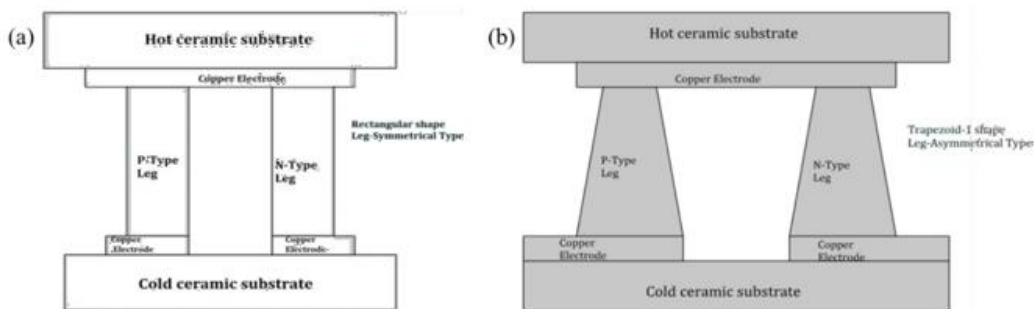 (a)
Hot ceramic substrate
Copper Electrode
Rectangular shape
Leg-Symmetrical Type
P-Type
Leg
N-Type
Leg
Copper
Electrode
Copper
Electrode
Cold ceramic substrate
(b)
Hot ceramic substrate
Copper Electrode
Trapezoid-1 shape
Leg-Asymmetrical Type
P-Type
Leg
N-Type
Leg
Copper
Electrode
Copper
Electrode
Cold ceramic substrate